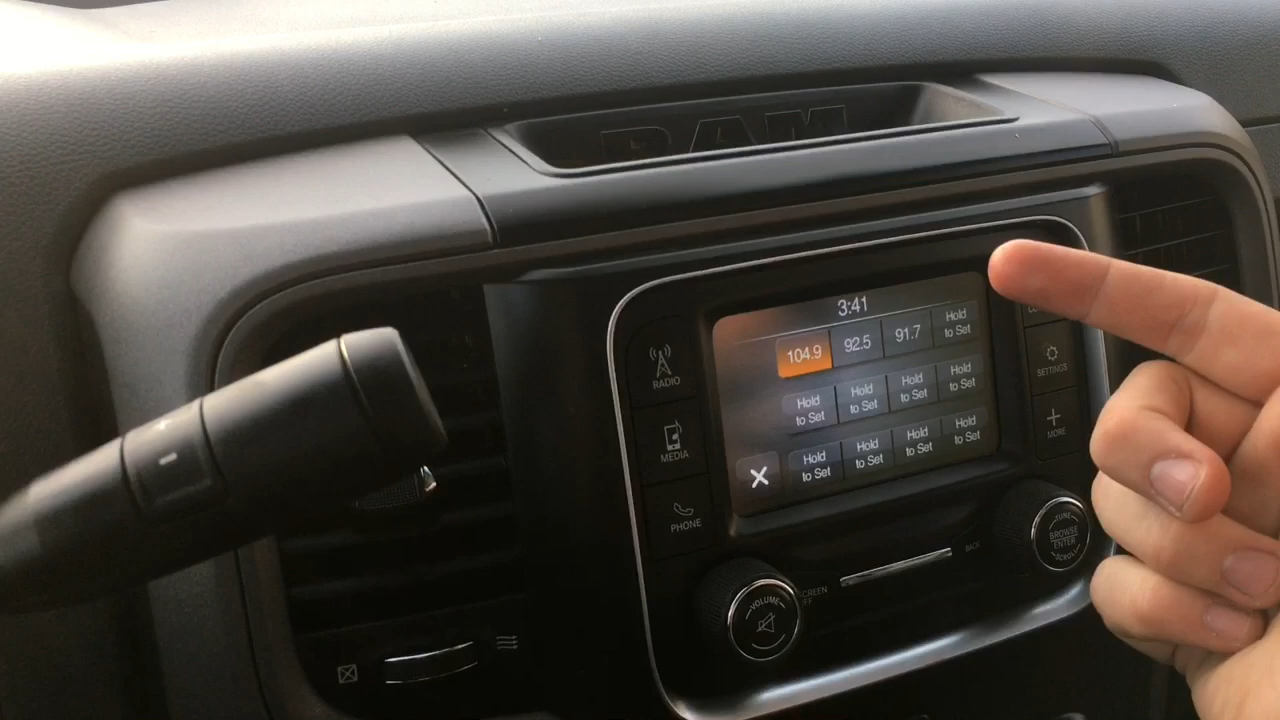 RAM
3:41
104.9 92.5 91.7 Hold to Set
Hold to Set Hold to Set Hold to Set Hold to Set
Hold to Set Hold to Set Hold to Set Hold to Set
RADIO
MEDIA
PHONE
SETTINGS
MORE
VOLUME
BACK
TUNE
BROWSE
ENTER
SCROLL
+
-